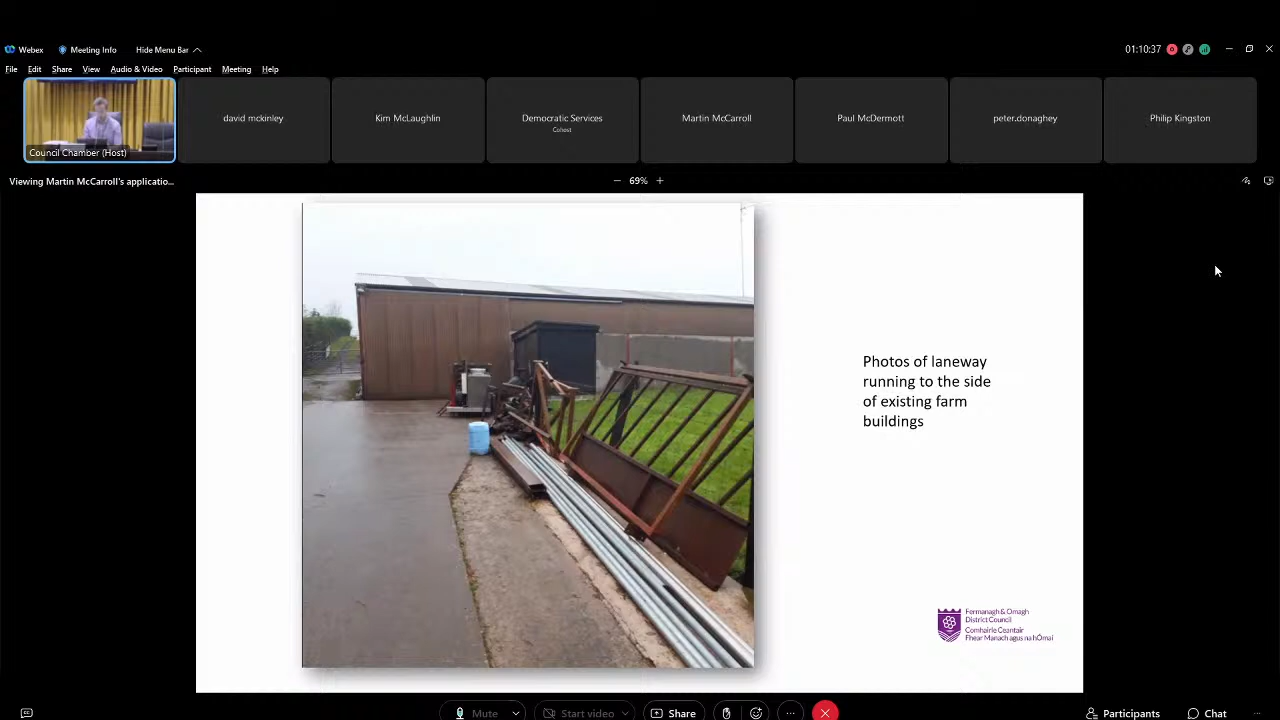 Webex
Meeting Info
Hide Menu Bar
01:10:37
File Edit Share View Audio & Video Participant Meeting Help
Council Chamber (Host)
david mckinley
Kim McLaughlin
Democratic Services
Cohost
Martin McCarroll
Paul McDermott
peter.donaghey
Philip Kingston
Viewing Martin McCarroll's applicatio...
69%
Photos of laneway
running to the side
of existing farm
buildings
Fermanagh & Omagh
District Council
Comhairle Ceantair
Fhear Manach agus na hÓmaí
Mute
Start video
Share
Participants
Chat